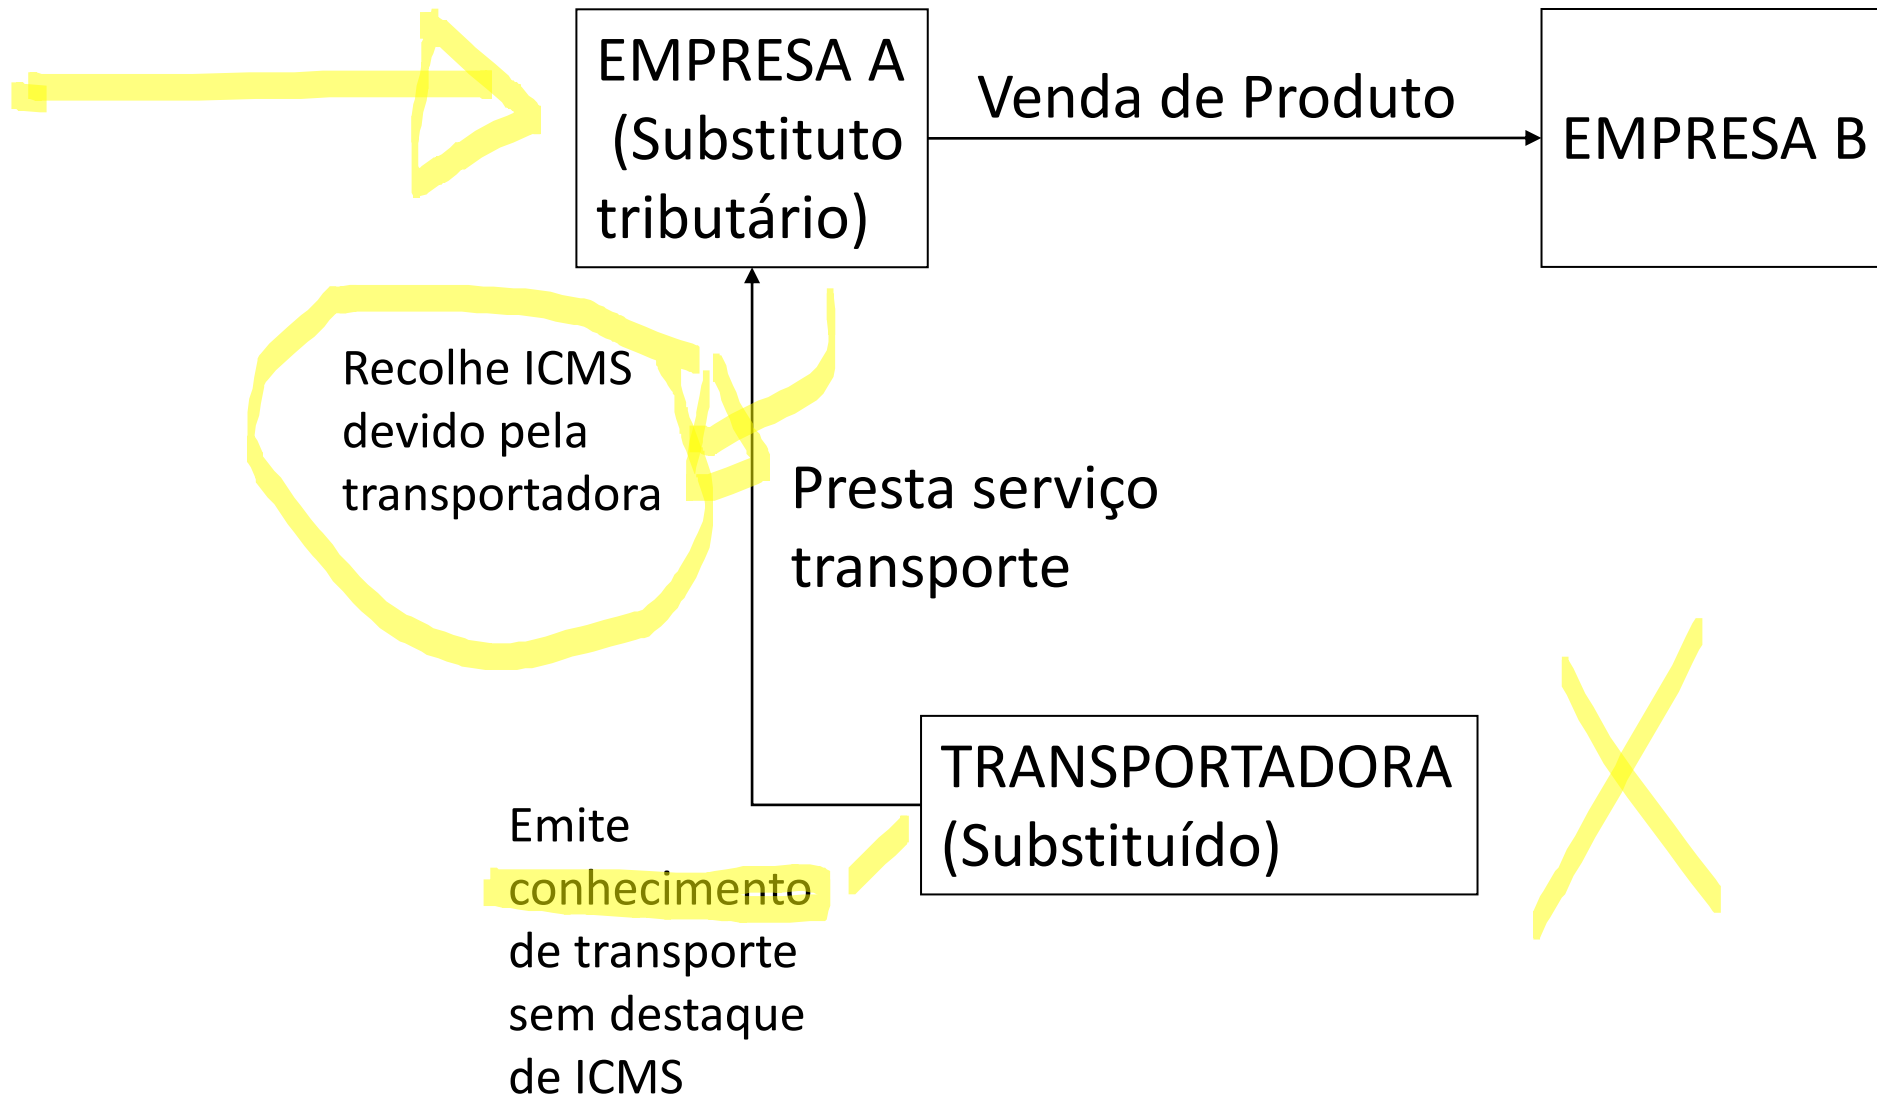 EMPRESA A
(Substituto
tributário)
Venda de Produto
EMPRESA B
Recolhe ICMS
devido pela
transportadora
Presta serviço
transporte
TRANSPORTADORA
(Substituído)
Emite
conhecimento
de transporte
sem destaque
de ICMS